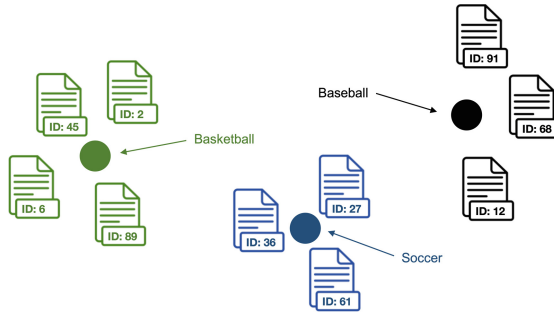 ID: 91
ID: 2
Baseball
ID: 45
ID: 68
Basketball
ID: 6
ID: 27
ID: 12
ID: 89
ID: 36
Soccer
ID: 61